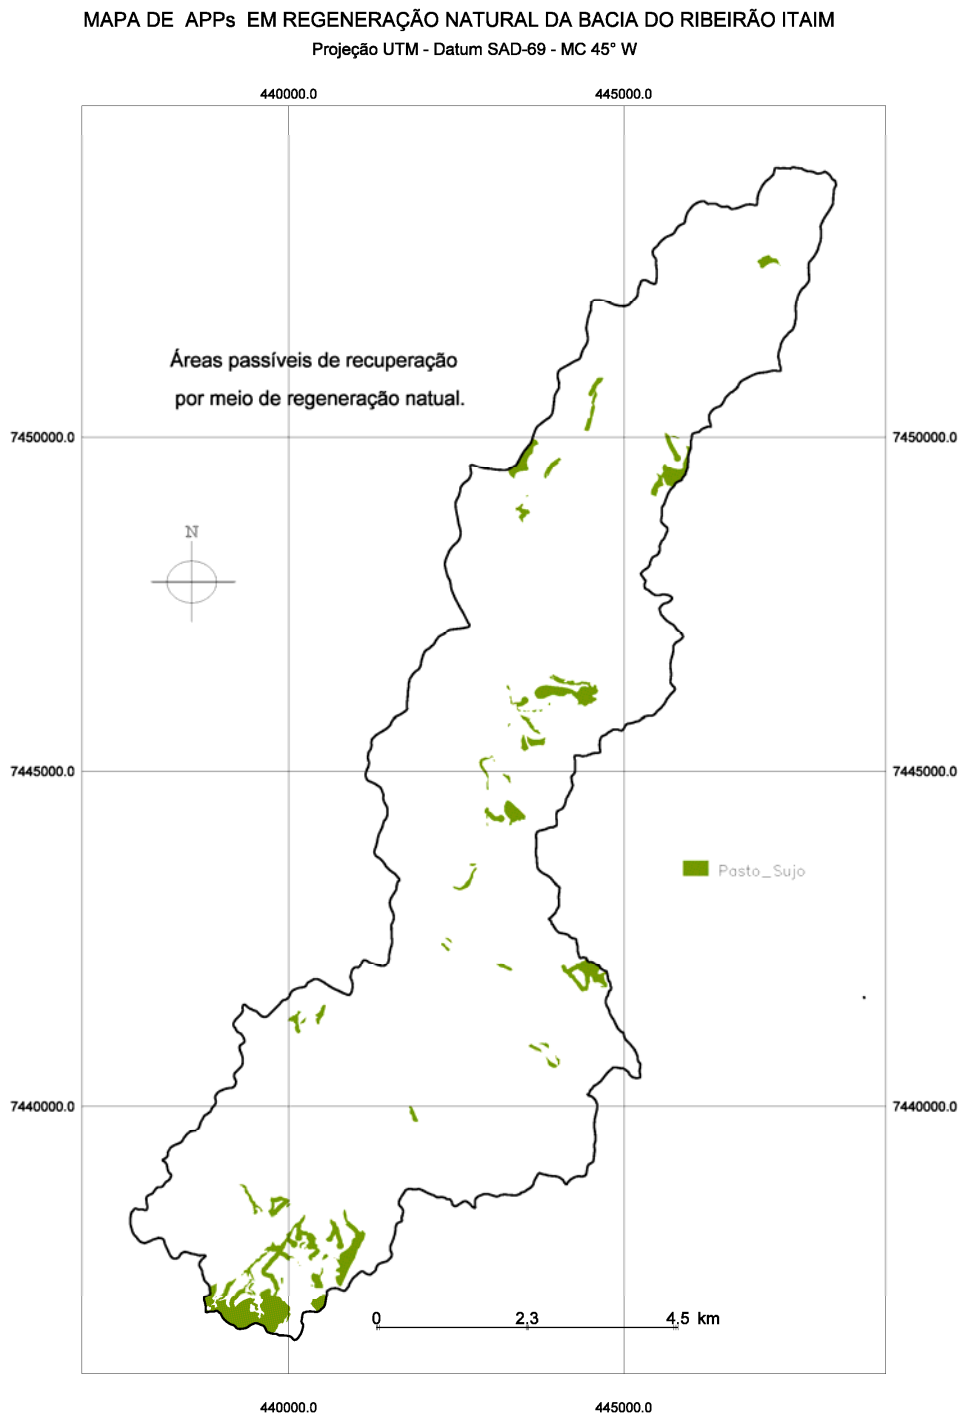 MAPA DE APPs EM REGENERAÇÃO NATURAL DA BACIA DO RIBEIRÃO ITAIM
Projeção UTM - Datum SAD-69 - MC 45° W
440000.0 445000.0
Áreas passíveis de recuperação
por meio de regeneração natual.
7450000.0 7450000.0
N
7445000.0 7445000.0
Pasto_Sujo
7440000.0 7440000.0
0 2,3 4,5 km
440000.0 445000.0